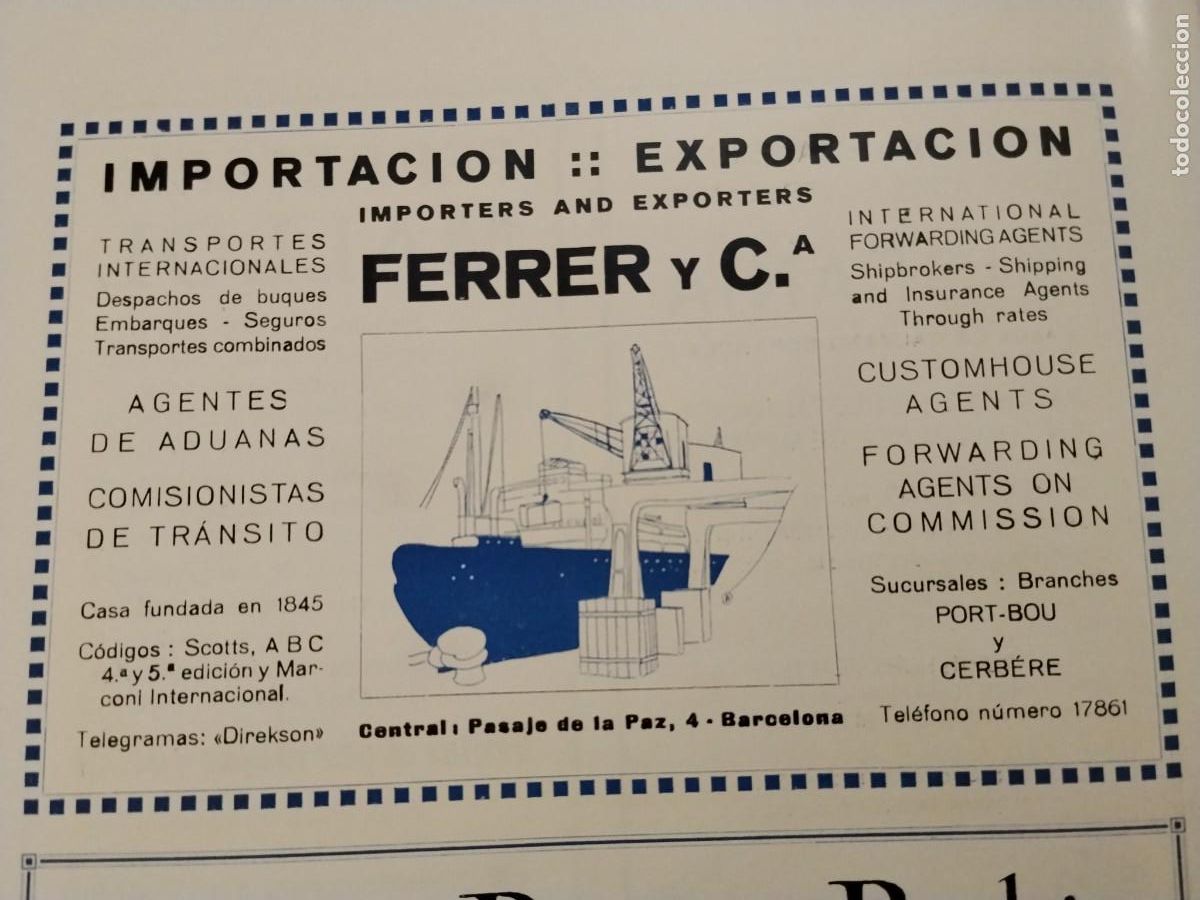 IMPORTACION :: EXPORTACION
IMPORTERS AND EXPORTERS
FERRER Y C.ᴬ
TRANSPORTES
INTERNACIONALES
Despachos de buques
Embarques - Seguros
Transportes combinados
AGENTES
DE ADUANAS
COMISIONISTAS
DE TRÁNSITO
Casa fundada en 1845
Códigos : Scotts, A B C
4.ª y 5.ª edición y Mar-
coni Internacional.
Telegramas: «Direkson»
INTERNATIONAL
FORWARDING AGENTS
Shipbrokers - Shipping
and Insurance Agents
Through rates
CUSTOMHOUSE
AGENTS
FORWARDING
AGENTS ON
COMMISSION
Sucursales : Branches
PORT-BOU
y
CERBÉRE
Teléfono número 17861
Central: Pasaje de la Paz, 4 - Barcelona
todocoleccion